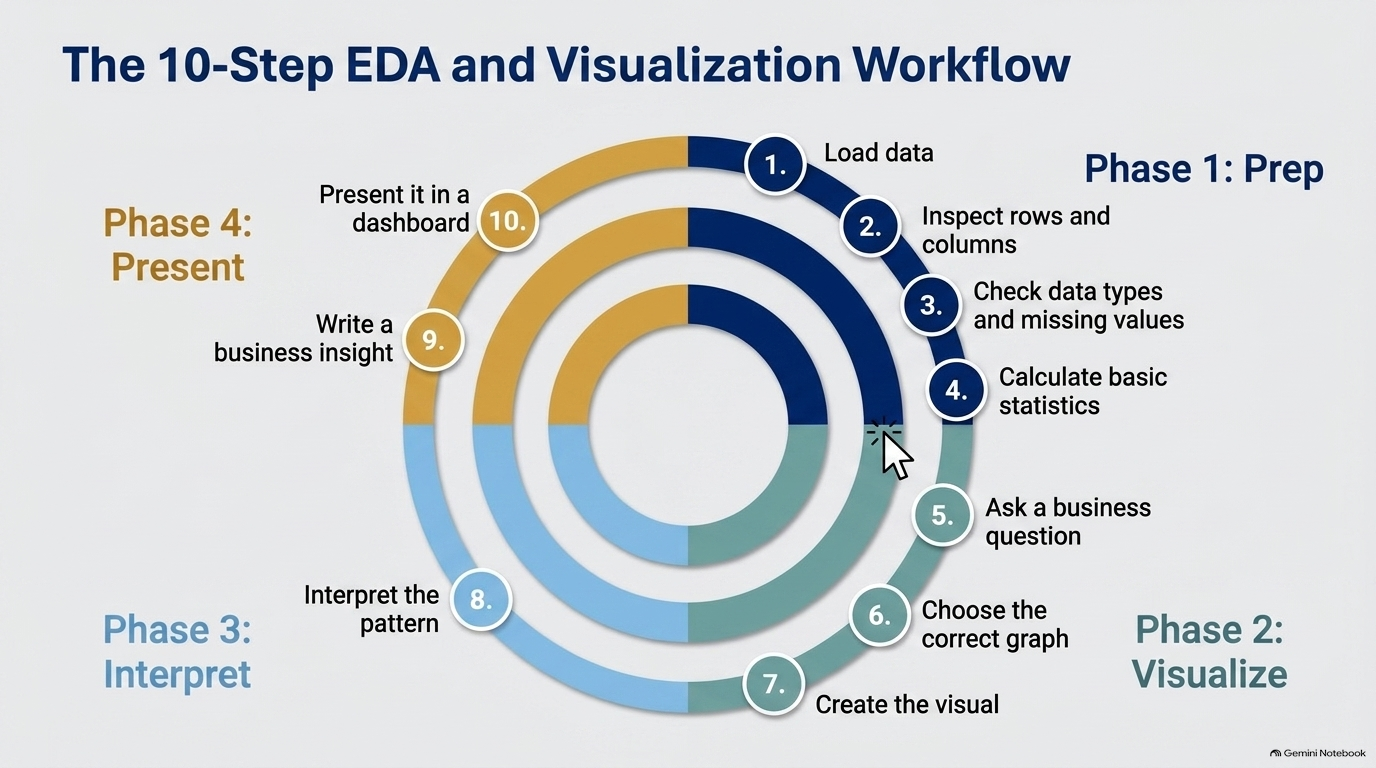 The 10-Step EDA and Visualization Workflow
Phase 1: Prep
1.
Load data
2.
Inspect rows and
columns
3.
Check data types
and missing values
4.
Calculate basic
statistics
Phase 2:
Visualize
5.
Ask a business
question
6.
Choose the
correct graph
7.
Create the visual
Phase 3:
Interpret
8.
Interpret the
pattern
Phase 4:
Present
9.
Write a
business insight
10.
Present it in a
dashboard
Gemini Notebook